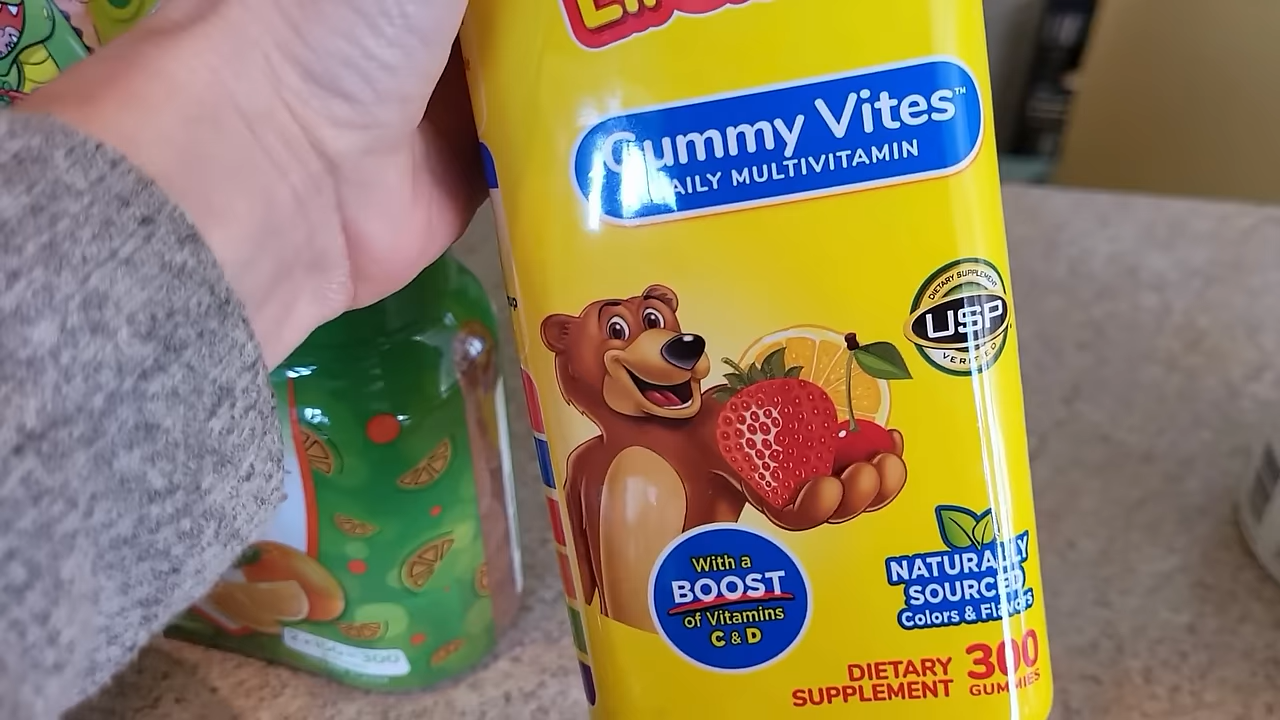 Gummy Vites™
DAILY MULTIVITAMIN
DIETARY SUPPLEMENT
USP
VERIFIED
With a
BOOST
of Vitamins
C & D
NATURALLY
SOURCED
Colors & Flavors
DIETARY
SUPPLEMENT
300
GUMMIES